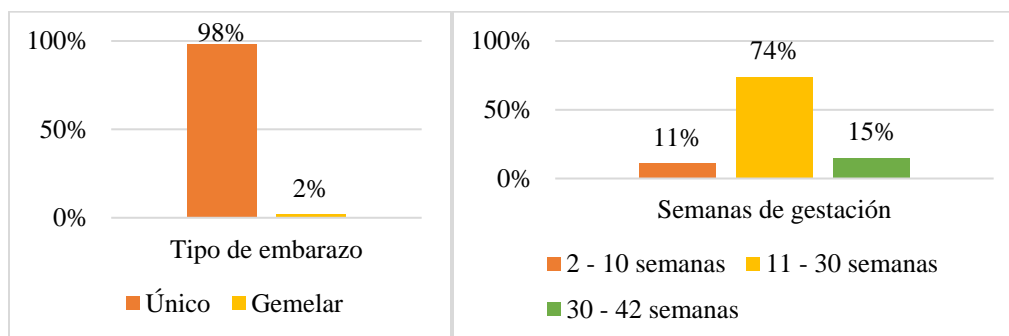 100%
50%
0%
98%
2%
Tipo de embarazo
Único Gemelar
100%
50%
0%
11%
74%
15%
Semanas de gestación
2 - 10 semanas 11 - 30 semanas
30 - 42 semanas